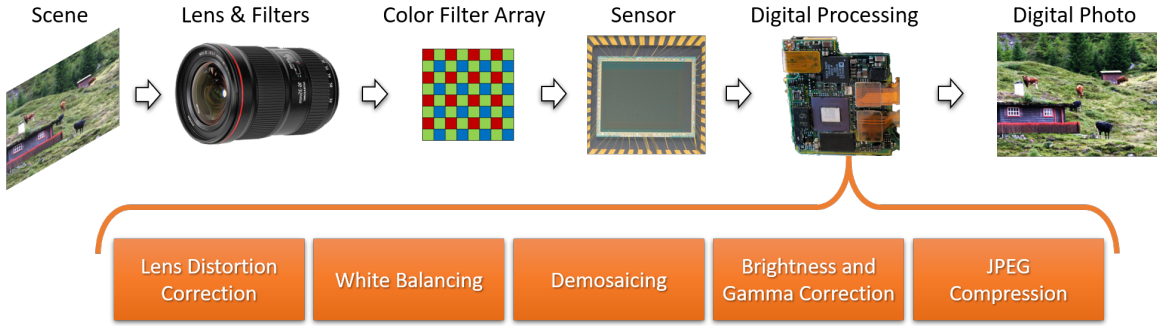 Scene
Lens & Filters
Color Filter Array
Sensor
Digital Processing
Digital Photo
Lens Distortion
Correction
White Balancing
Demosaicing
Brightness and
Gamma Correction
JPEG
Compression